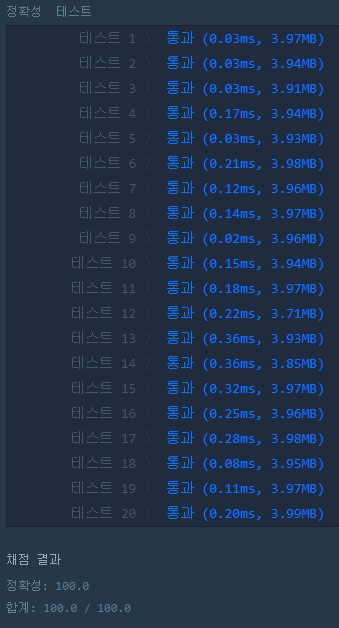 정확성 테스트
테스트 1 〉 통과 (0.03ms, 3.97MB)
테스트 2 〉 통과 (0.03ms, 3.94MB)
테스트 3 〉 통과 (0.03ms, 3.91MB)
테스트 4 〉 통과 (0.17ms, 3.94MB)
테스트 5 〉 통과 (0.03ms, 3.93MB)
테스트 6 〉 통과 (0.21ms, 3.98MB)
테스트 7 〉 통과 (0.12ms, 3.96MB)
테스트 8 〉 통과 (0.14ms, 3.97MB)
테스트 9 〉 통과 (0.02ms, 3.96MB)
테스트 10 〉 통과 (0.15ms, 3.94MB)
테스트 11 〉 통과 (0.18ms, 3.97MB)
테스트 12 〉 통과 (0.22ms, 3.71MB)
테스트 13 〉 통과 (0.36ms, 3.93MB)
테스트 14 〉 통과 (0.36ms, 3.85MB)
테스트 15 〉 통과 (0.32ms, 3.97MB)
테스트 16 〉 통과 (0.25ms, 3.96MB)
테스트 17 〉 통과 (0.28ms, 3.98MB)
테스트 18 〉 통과 (0.08ms, 3.95MB)
테스트 19 〉 통과 (0.11ms, 3.97MB)
테스트 20 〉 통과 (0.20ms, 3.99MB)
채점 결과
정확성: 100.0
합계: 100.0 / 100.0